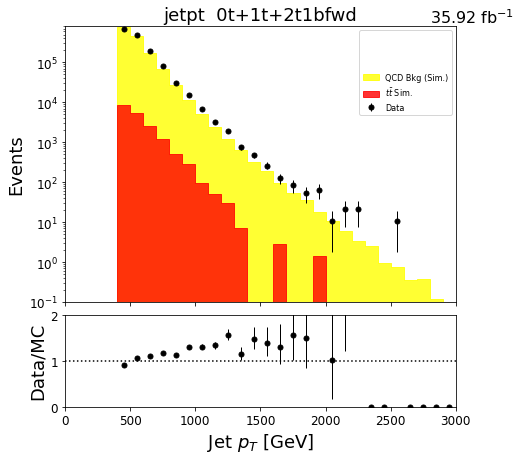 jetpt 0t+1t+2t1bfwd
35.92 fb⁻¹
QCD Bkg (Sim.)
tt̄ Sim.
Data
Events
10⁵
10⁴
10³
10²
10¹
10⁰
10⁻¹
Data/MC
2
1
0
0 500 1000 1500 2000 2500 3000
Jet p_T [GeV]